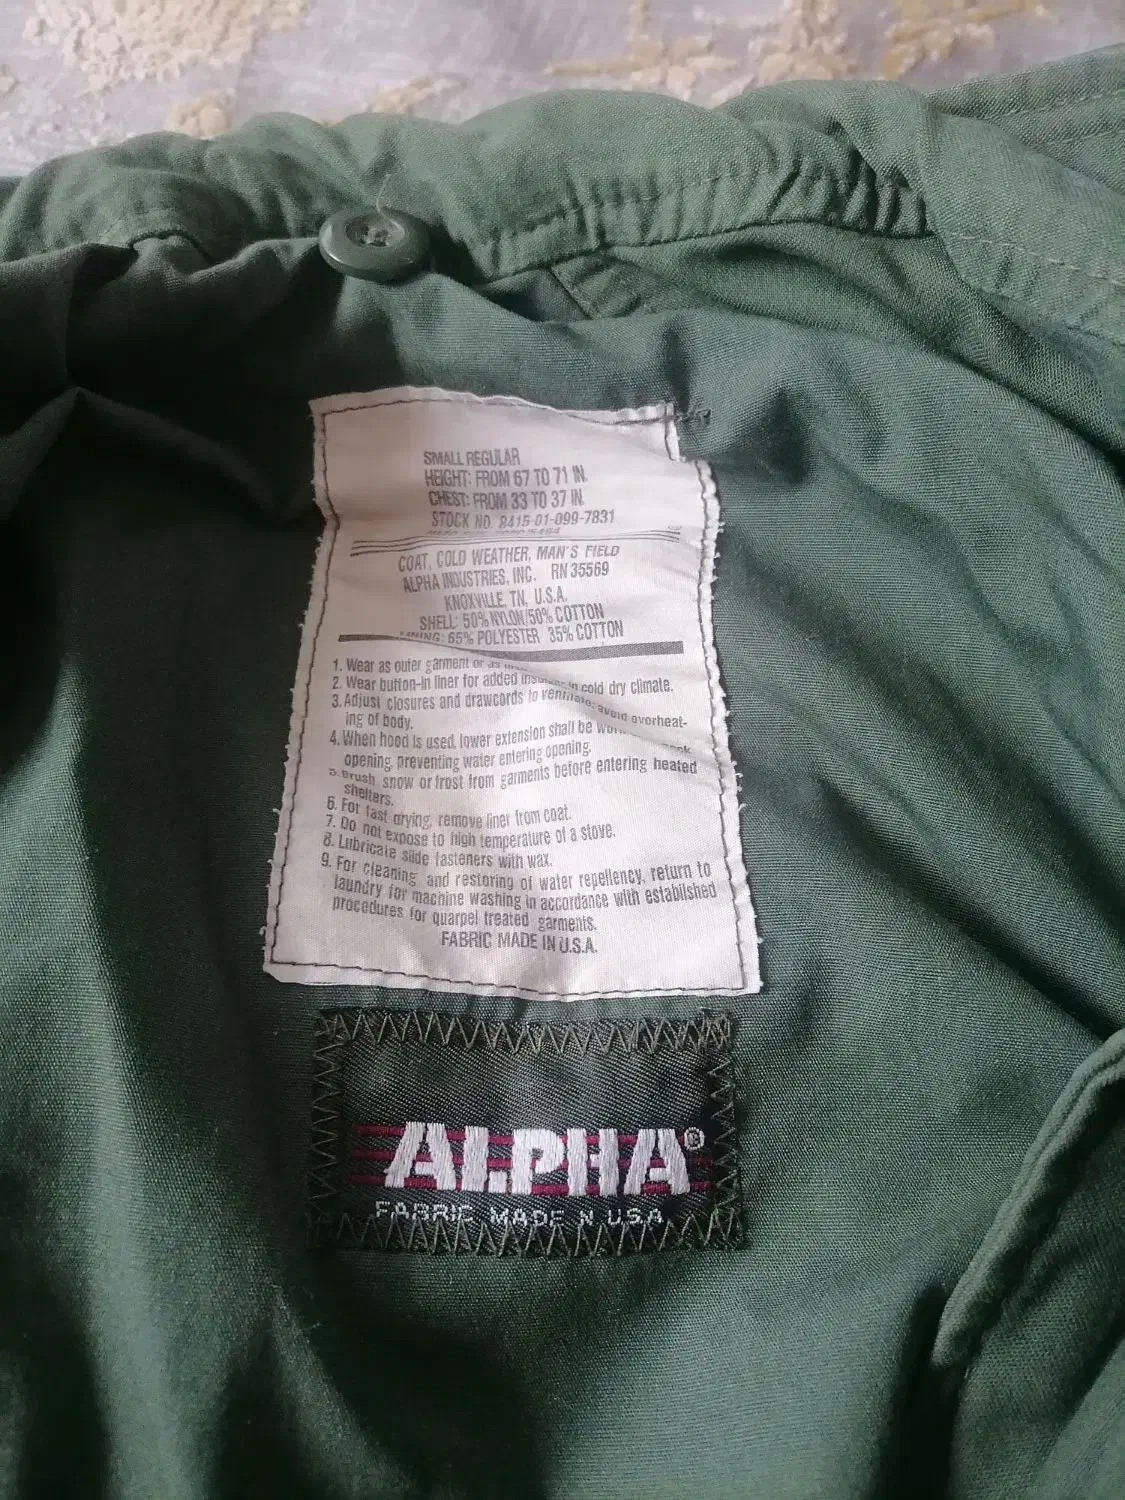 SMALL REGULAR
HEIGHT: FROM 67 TO 71 IN.
CHEST: FROM 33 TO 37 IN.
STOCK NO. 8415-01-099-7831
COAT, COLD WEATHER, MAN'S FIELD
ALPHA INDUSTRIES, INC. RN 35569
KNOXVILLE, TN, U.S.A.
SHELL: 50% NYLON/50% COTTON
LINING: 65% POLYESTER 35% COTTON
1. Wear as outer garment or as
2. Wear button-in liner for added in cold dry climate.
3. Adjust closures and drawcords to ventilate; avoid overheat-
ing of body.
4. When hood is used, lower extension shall be
opening, preventing water entering opening.
5. Brush snow or frost from garments before entering heated
shelters.
6. For fast drying, remove liner from coat.
7. Do not expose to high temperature of a stove.
8. Lubricate slide fasteners with wax.
9. For cleaning and restoring of water repellency, return to
laundry for machine washing in accordance with established
procedures for quarpel treated garments.
FABRIC MADE IN U.S.A.
ALPHA®
FABRIC MADE IN U.S.A.